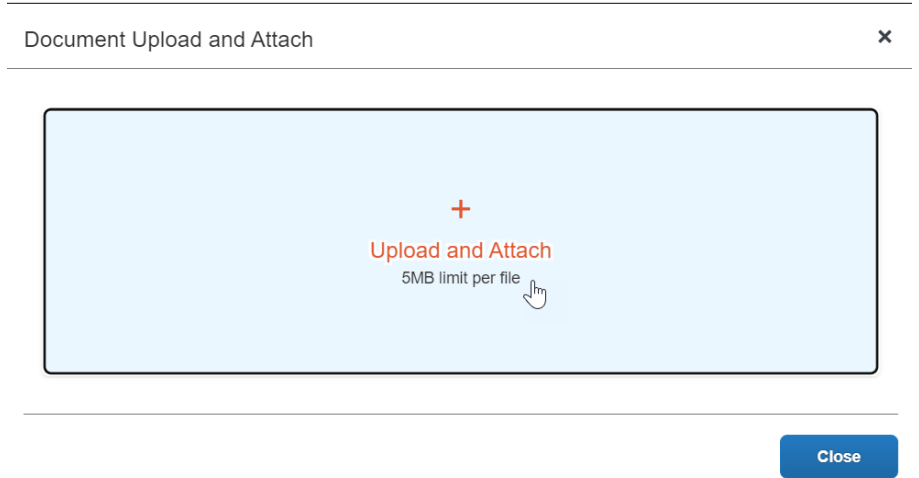 Document Upload and Attach
Upload and Attach
5MB limit per file
Close